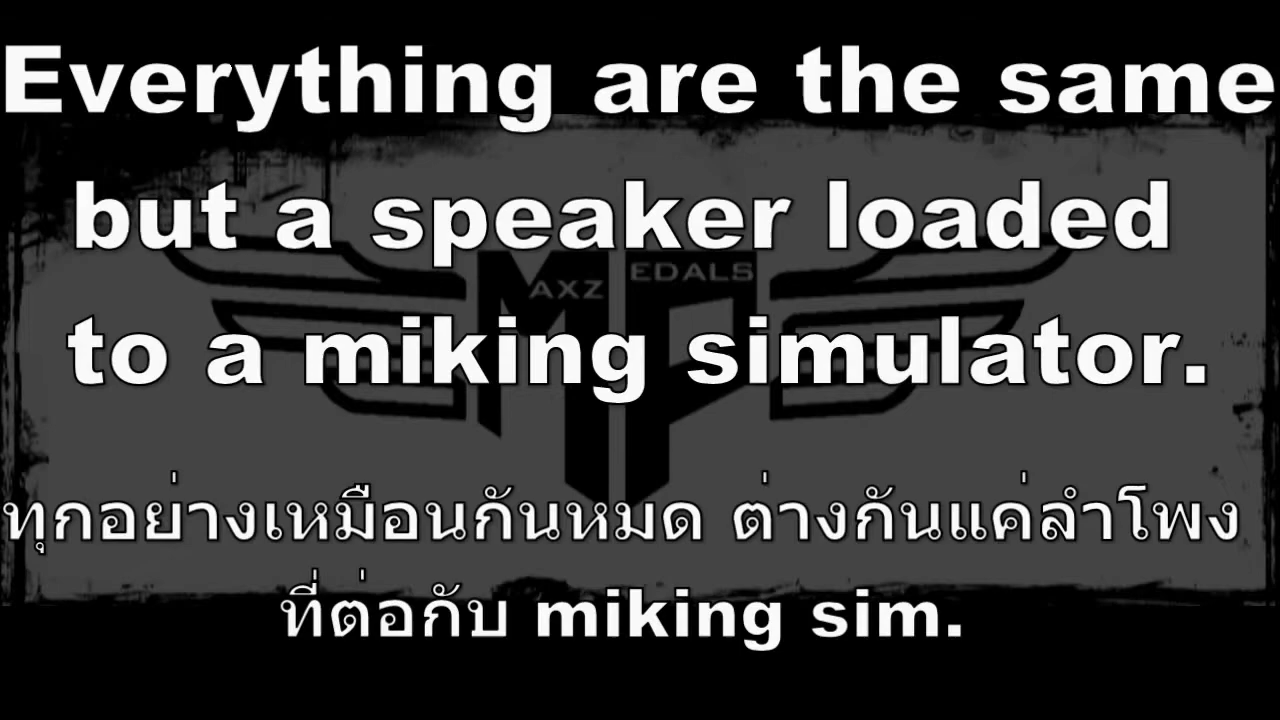 Everything are the same
but a speaker loaded
MAXZ PEDALS
to a miking simulator.
ทุกอย่างเหมือนกันหมด ต่างกันแค่ลำโพง
ที่ต่อกับ miking sim.